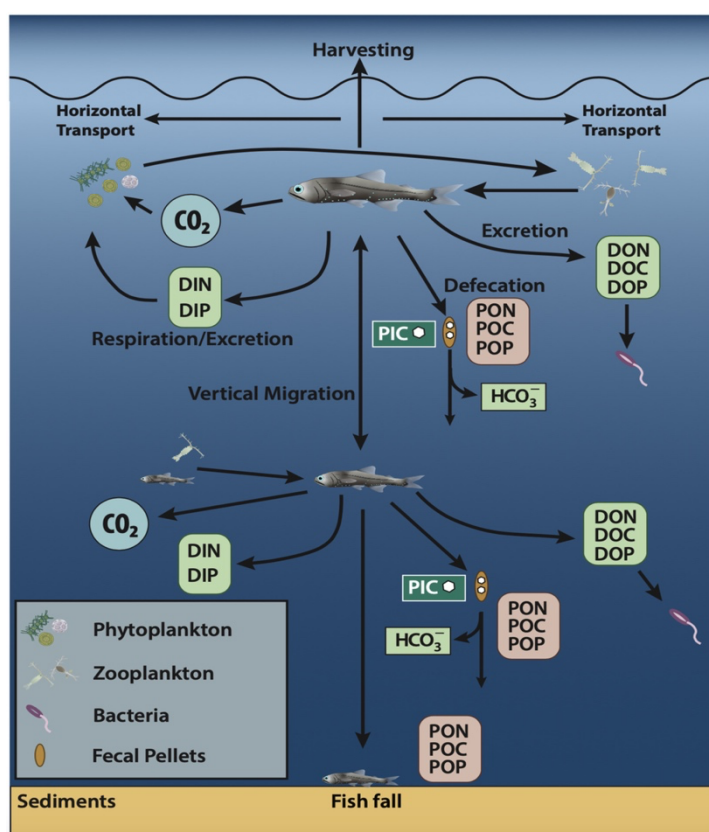 Harvesting
Horizontal
Transport
Horizontal
Transport
CO₂
Excretion
DON
DOC
DOP
DIN
DIP
Defecation
PON
POC
POP
PIC
Respiration/Excretion
HCO₃⁻
Vertical Migration
CO₂
DON
DOC
DOP
DIN
DIP
PIC
PON
POC
POP
HCO₃⁻
Phytoplankton
Zooplankton
Bacteria
Fecal Pellets
PON
POC
POP
Sediments
Fish fall